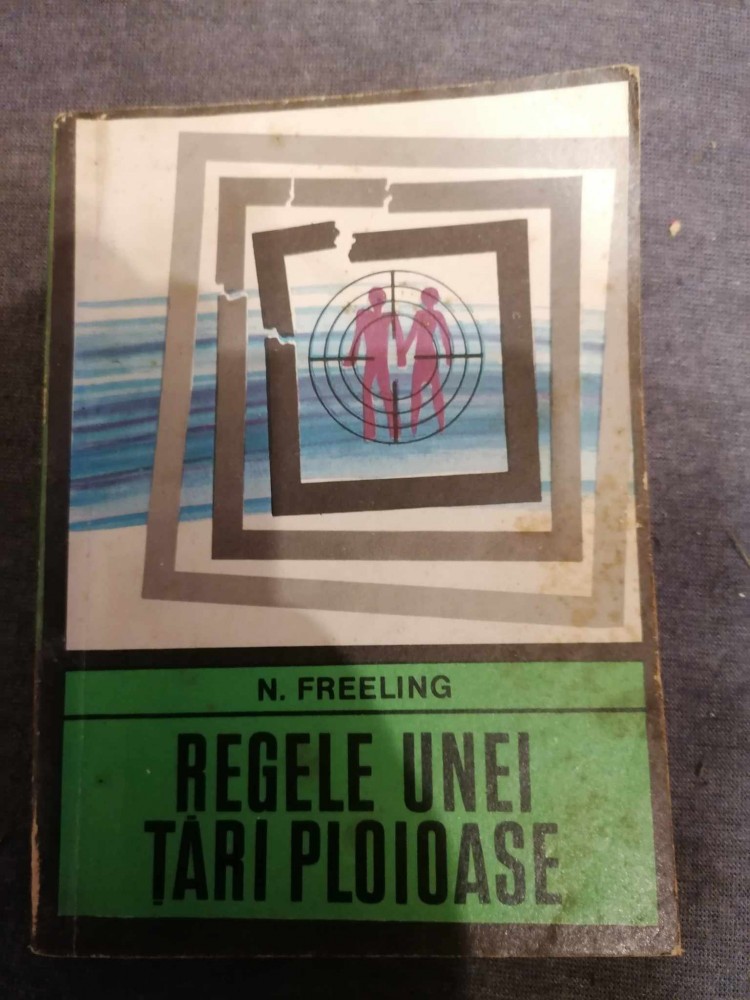 N. FREELING
REGELE UNEI
ȚĂRI PLOIOASE